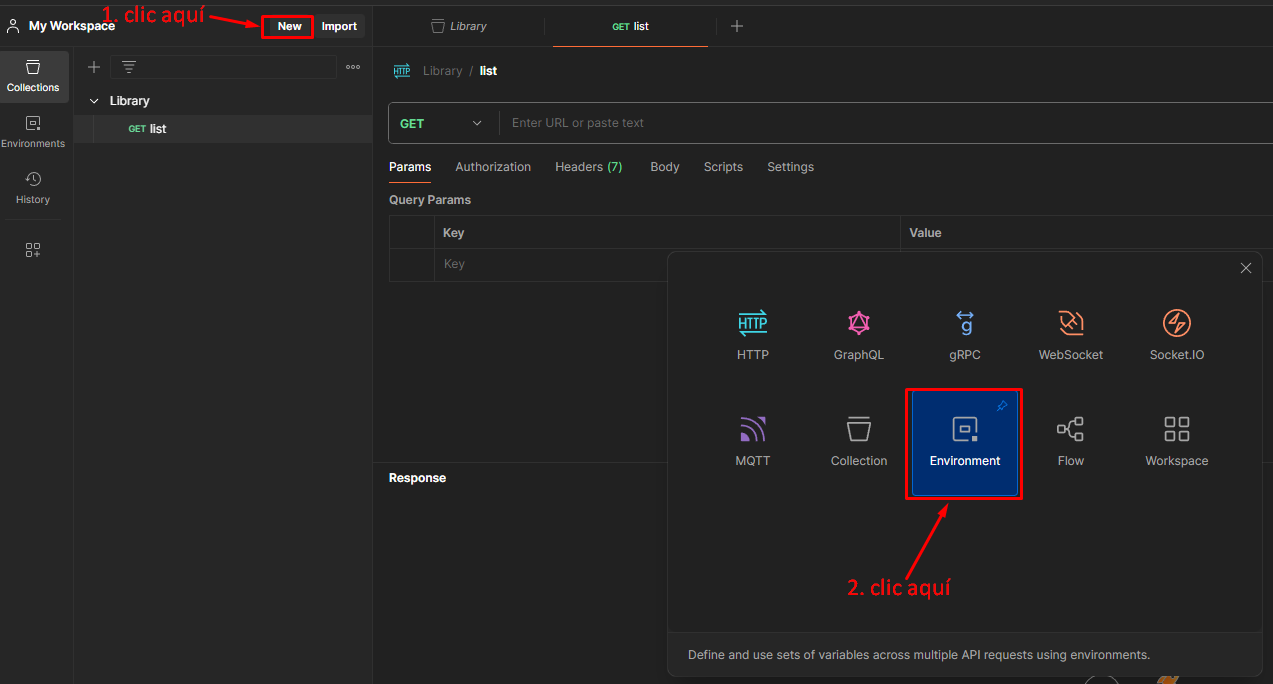 1. clic aquí
My Workspace
New
Import
Library
GET list
Collections
Library
GET list
Environments
History
HTTP
Library / list
GET
Enter URL or paste text
Params
Authorization
Headers (7)
Body
Scripts
Settings
Query Params
Key
Value
Key
Response
HTTP
HTTP
GraphQL
g
gRPC
WebSocket
Socket.IO
MQTT
Collection
Environment
Flow
Workspace
2. clic aquí
Define and use sets of variables across multiple API requests using environments.